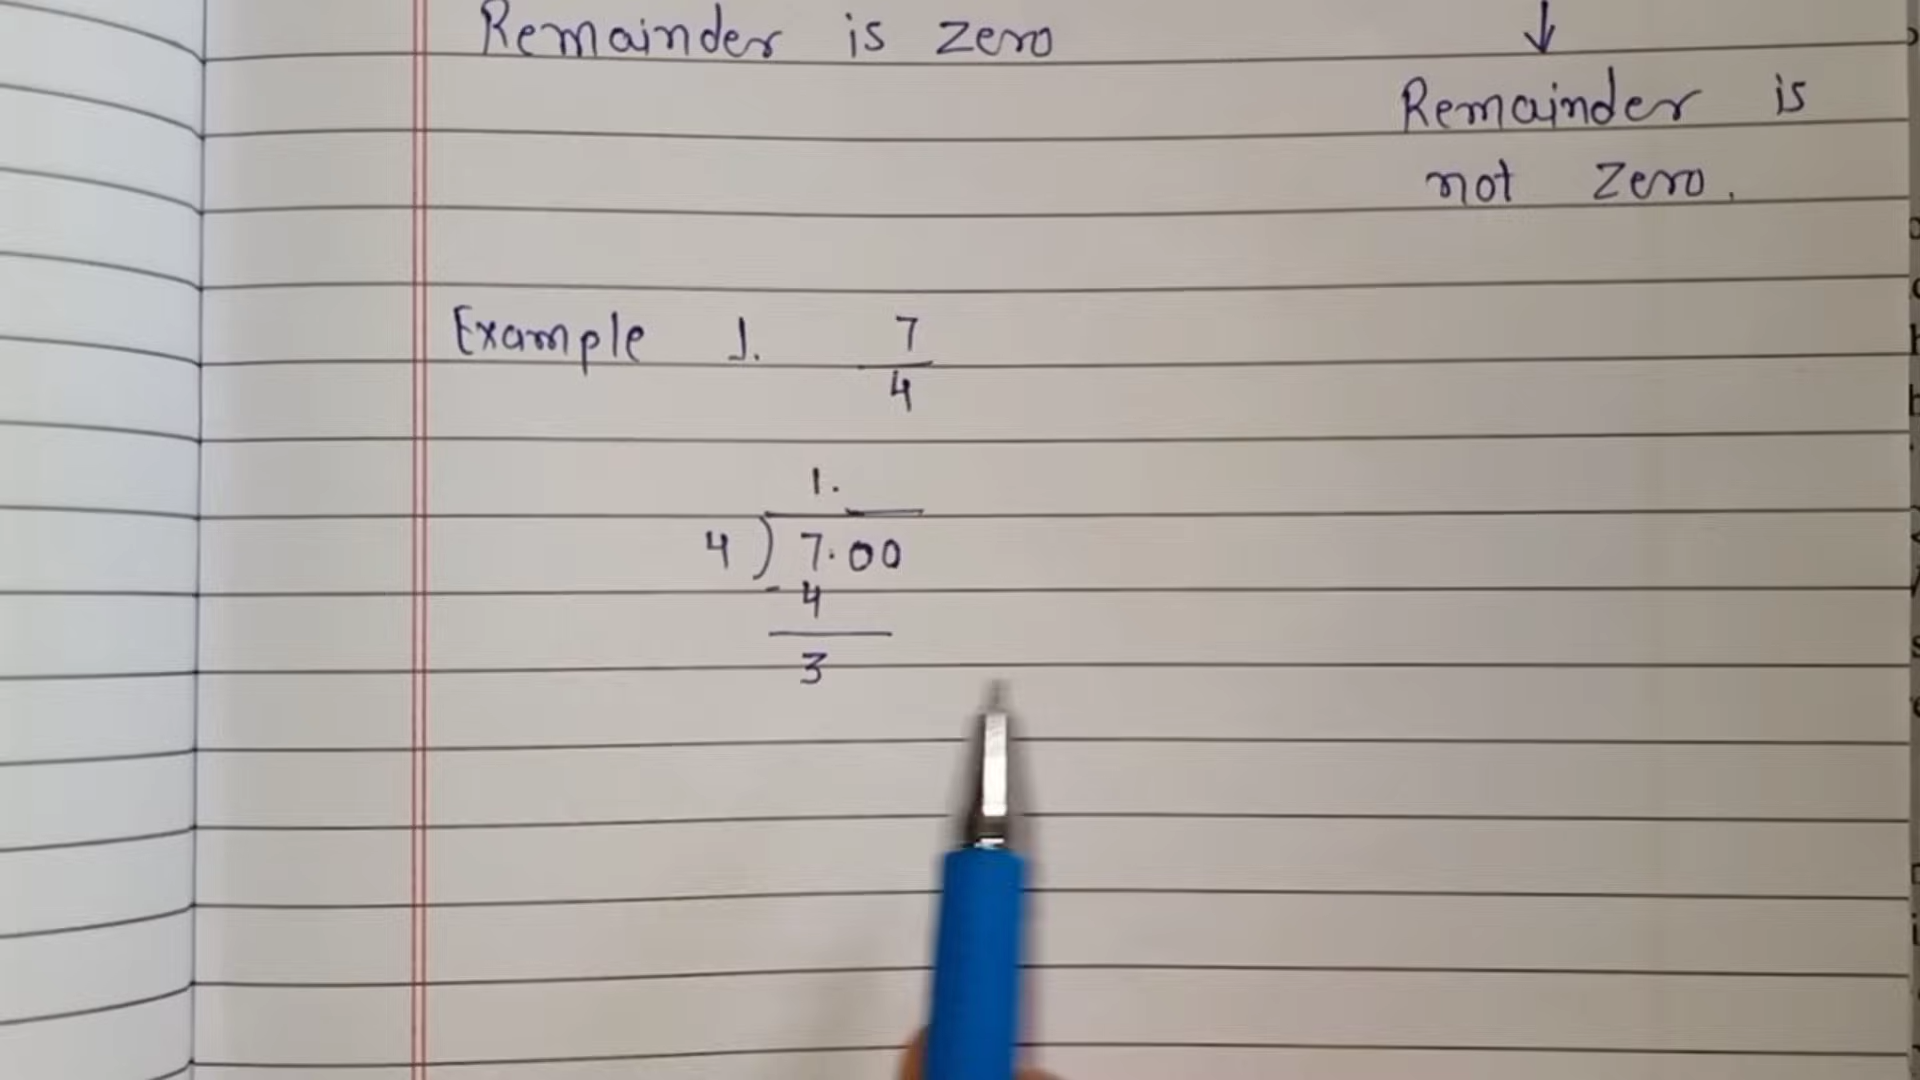 Remainder is zero
Remainder is
not zero.
Example 1. 7
4
1.
4 ) 7.00
- 4
3